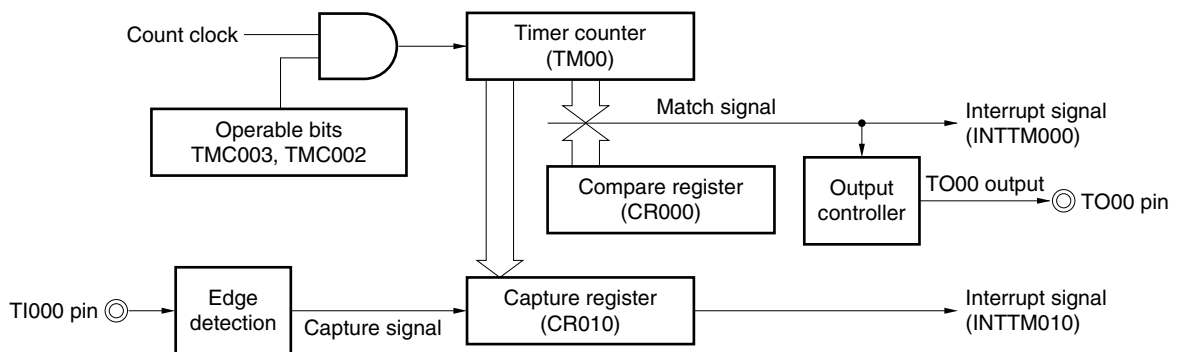 Count clock
Timer counter
(TM00)
Operable bits
TMC003, TMC002
Match signal
Interrupt signal
(INTTM000)
Compare register
(CR000)
Output
controller
TO00 output
TO00 pin
TI000 pin
Edge
detection
Capture signal
Capture register
(CR010)
Interrupt signal
(INTTM010)